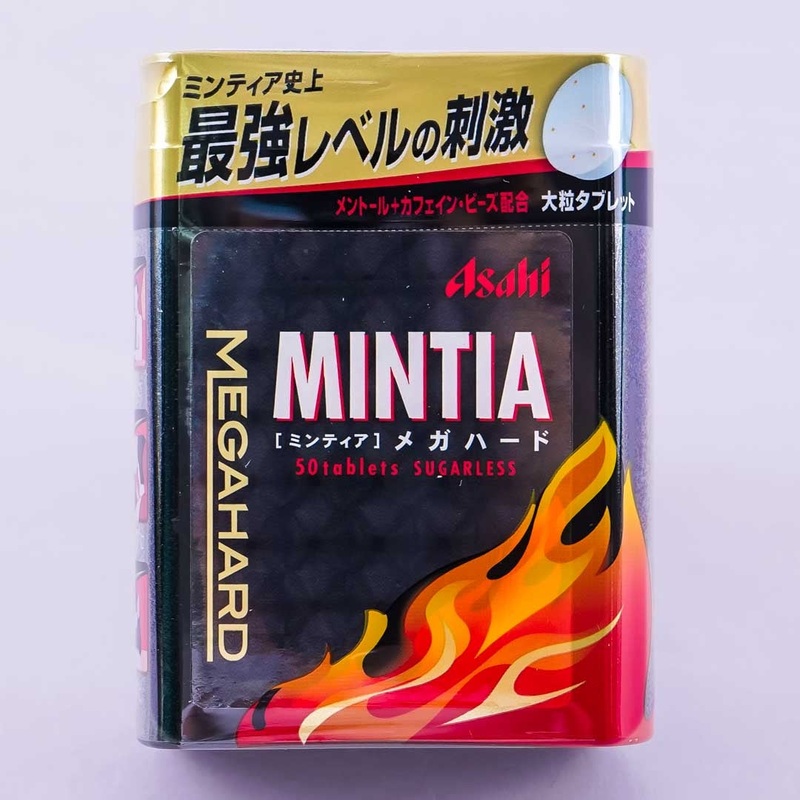 ミンティア史上
最強レベルの刺激
メントール+カフェイン・ビーズ配合 大粒タブレット
Asahi
MINTIA
[ミンティア] メガハード
50tablets SUGARLESS
MEGAHARD